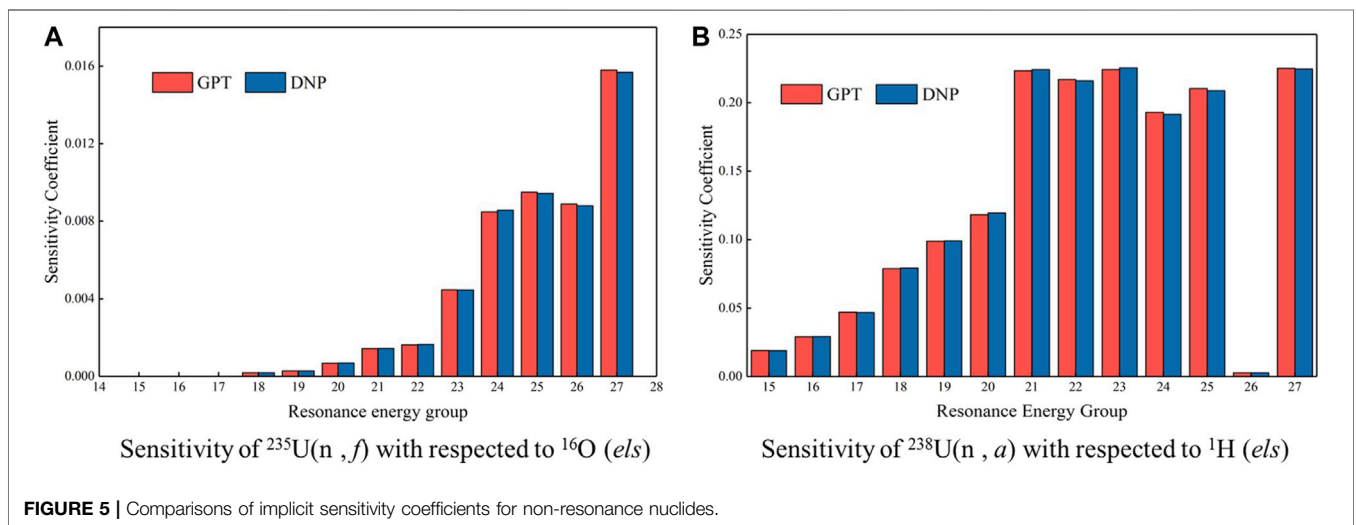 A
GPT
DNP
Sensitivity Coefficient
0.016
0.012
0.008
0.004
0.000
14 15 16 17 18 19 20 21 22 23 24 25 26 27 28
Resonance energy group
Sensitivity of ²³⁵U(n , f) with respected to ¹⁶O (els)
B
GPT
DNP
Sensitivity Coefficient
0.25
0.20
0.15
0.10
0.05
0.00
15 16 17 18 19 20 21 22 23 24 25 26 27
Resonance Energy Group
Sensitivity of ²³⁸U(n , a) with respected to ¹H (els)
FIGURE 5 | Comparisons of implicit sensitivity coefficients for non-resonance nuclides.